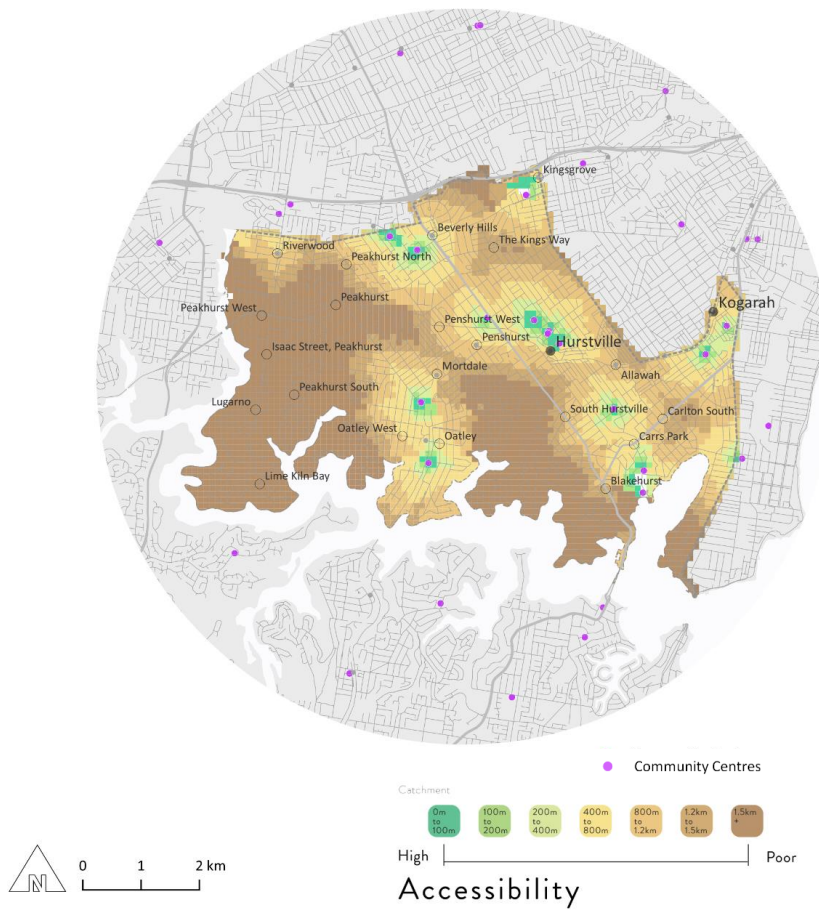 Kingsgrove
Beverly Hills
The Kings Way
Riverwood
Peakhurst North
Peakhurst
Peakhurst West
Kogarah
Penshurst West
Penshurst
Hurstville
Isaac Street, Peakhurst
Allawah
Mortdale
Peakhurst South
Lugarno
South Hurstville
Carlton South
Oatley West
Oatley
Carrs Park
Lime Kiln Bay
Blakehurst
Community Centres
Catchment
0m
to
100m
100m
to
200m
200m
to
400m
400m
to
800m
800m
to
1.2km
1.2km
to
1.5km
1.5km
+
High
Poor
Accessibility
N
0 1 2 km